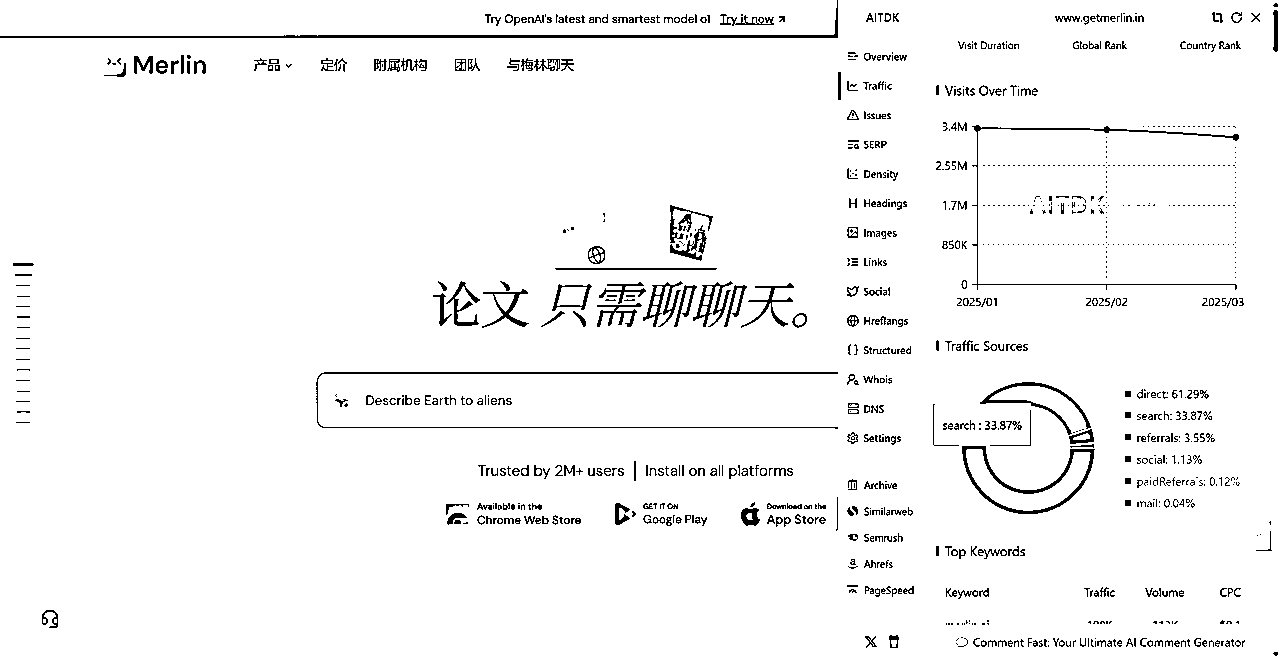 Try OpenAI's latest and smartest model o1 Try it now
Merlin 产品 定价 附属机构 团队 与梅林聊天
论文 只需聊聊天。
Describe Earth to aliens
Trusted by 2M+ users | Install on all platforms
Available in the
Chrome Web Store
GET IT ON
Google Play
Download on the
App Store
AITDK
www.getmerlin.in
Overview
Traffic
Issues
SERP
Density
Headings
Images
Links
Social
Hreflangs
Structured
Whois
DNS
Settings
Archive
Similarweb
Semrush
Ahrefs
PageSpeed
Visit Duration Global Rank Country Rank
Visits Over Time
3.4M
2.55M
1.7M
850K
0
2025/01 2025/02 2025/03
AITDK
Traffic Sources
search : 33.87%
direct: 61.29%
search: 33.87%
referrals: 3.55%
social: 1.13%
paidReferrals: 0.12%
mail: 0.04%
Top Keywords
Keyword Traffic Volume CPC
Comment Fast: Your Ultimate AI Comment Generator